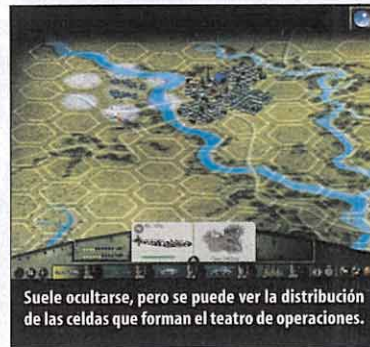 Suele ocultarse, pero se puede ver la distribución
de las celdas que forman el teatro de operaciones.